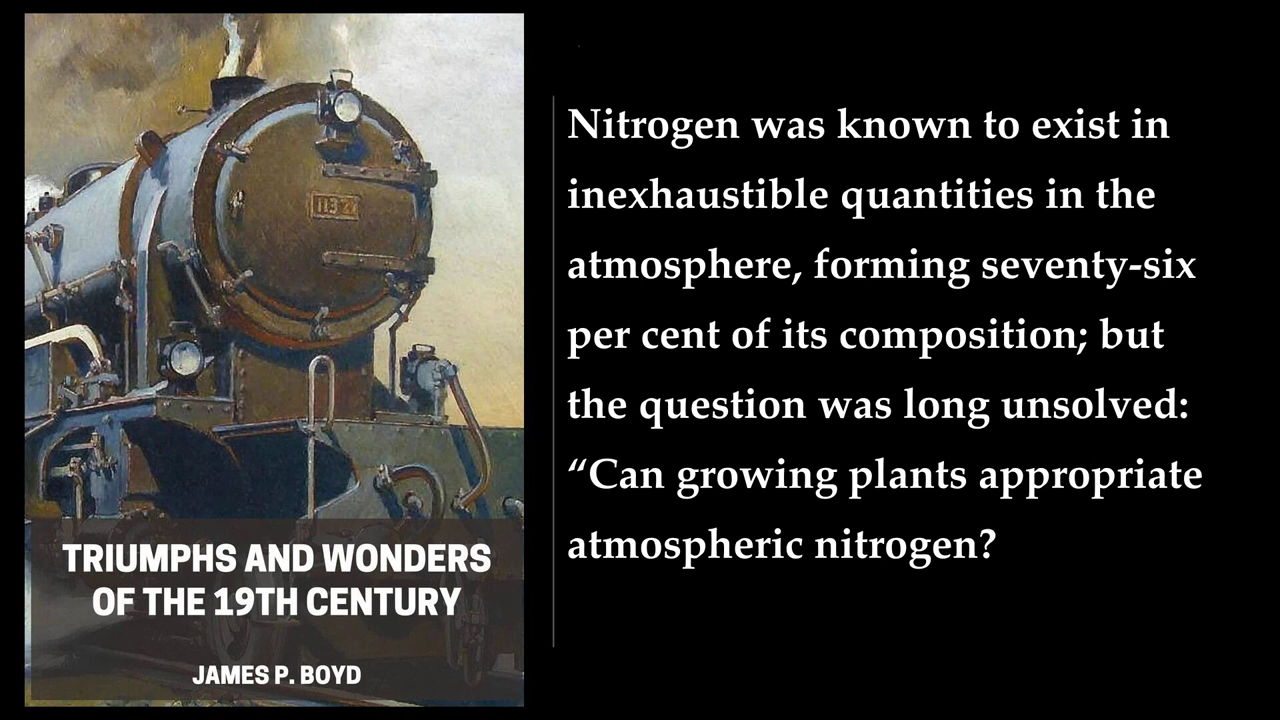 Nitrogen was known to exist in
inexhaustible quantities in the
atmosphere, forming seventy-six
per cent of its composition; but
the question was long unsolved:
“Can growing plants appropriate
atmospheric nitrogen?
TRIUMPHS AND WONDERS
OF THE 19TH CENTURY
JAMES P. BOYD